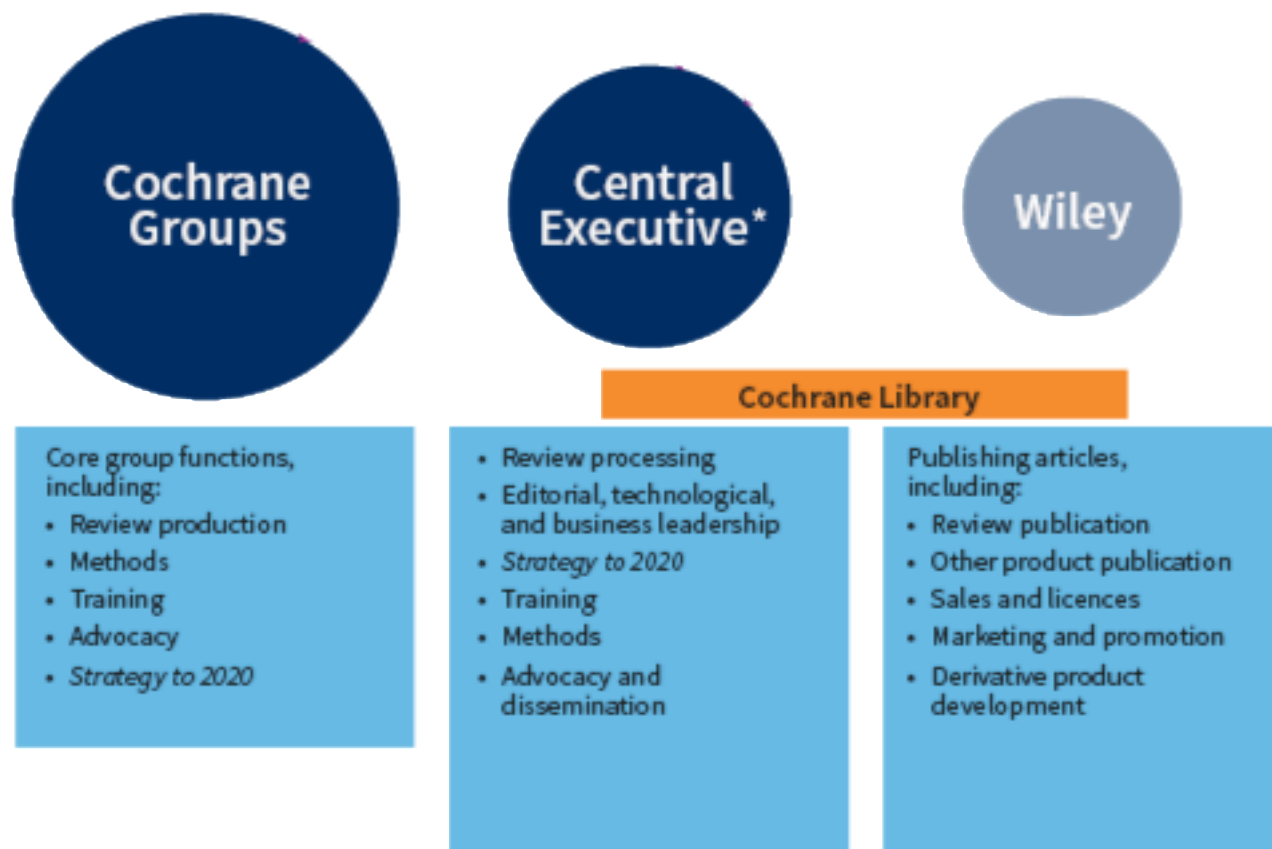 Cochrane
Groups
Central
Executive*
Wiley
Cochrane Library
Core group functions,
including:
• Review production
• Methods
• Training
• Advocacy
• Strategy to 2020
• Review processing
• Editorial, technological,
and business leadership
• Strategy to 2020
• Training
• Methods
• Advocacy and
dissemination
Publishing articles,
including:
• Review publication
• Other product publication
• Sales and licences
• Marketing and promotion
• Derivative product
development